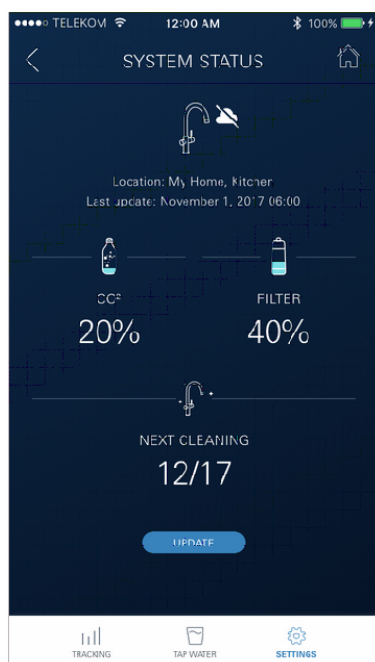 TELEKOM 12:00 AM 100%
SYSTEM STATUS
Location: My Home, Kitchen
Last update: November 1, 2017 06:00
CO²
FILTER
20%
40%
NEXT CLEANING
12/17
UPDATE
TRACKING
TAP WATER
SETTINGS